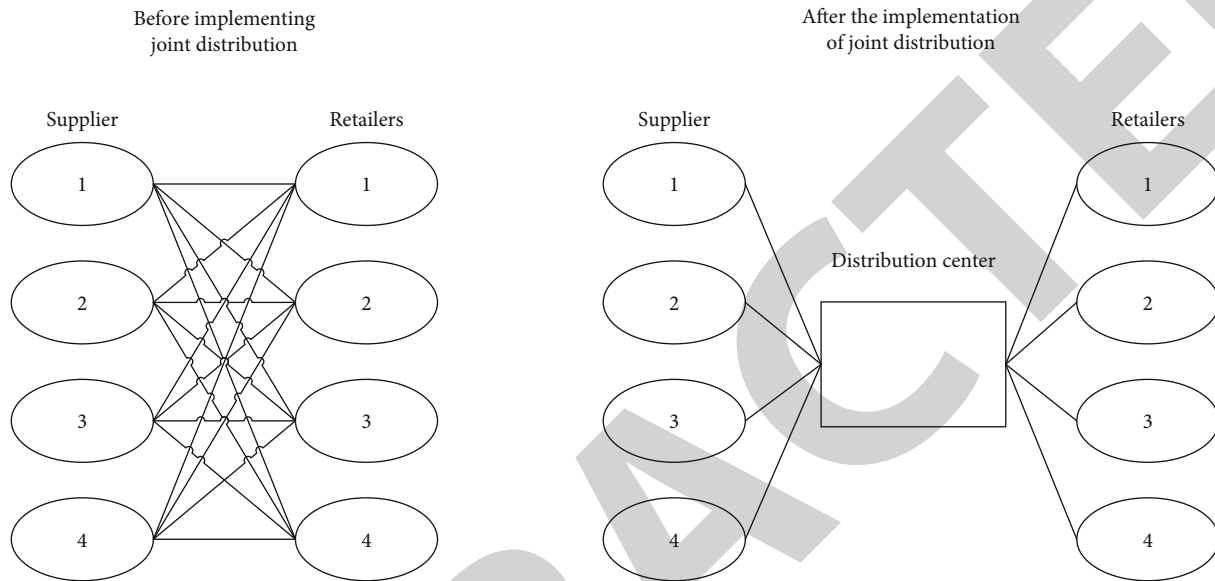 Before implementing
joint distribution
Supplier
Retailers
1
1
2
2
3
3
4
4
After the implementation
of joint distribution
Supplier
Retailers
1
1
Distribution center
2
2
3
3
4
4